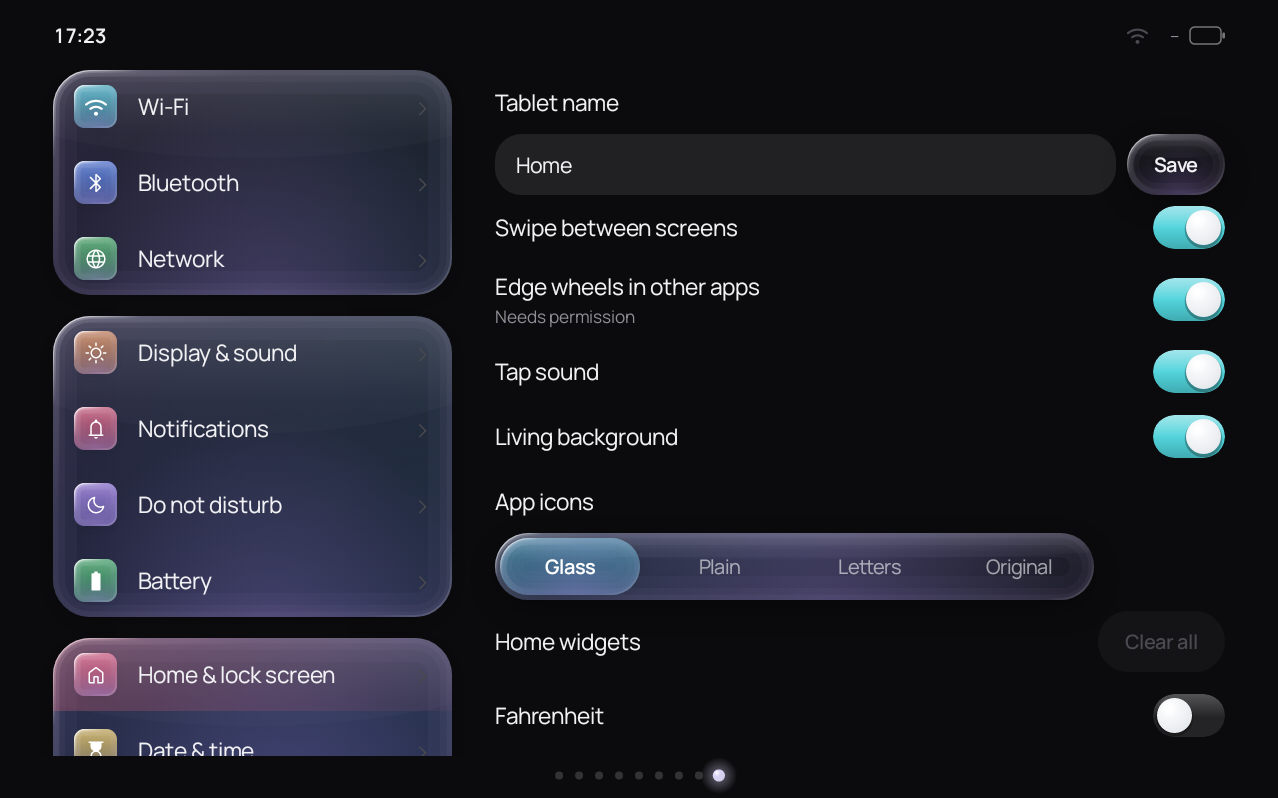 17:23
Wi-Fi
Bluetooth
Network
Display & sound
Notifications
Do not disturb
Battery
Home & lock screen
Date & time
Tablet name
Home
Save
Swipe between screens
Edge wheels in other apps
Needs permission
Tap sound
Living background
App icons
Glass Plain Letters Original
Home widgets
Clear all
Fahrenheit